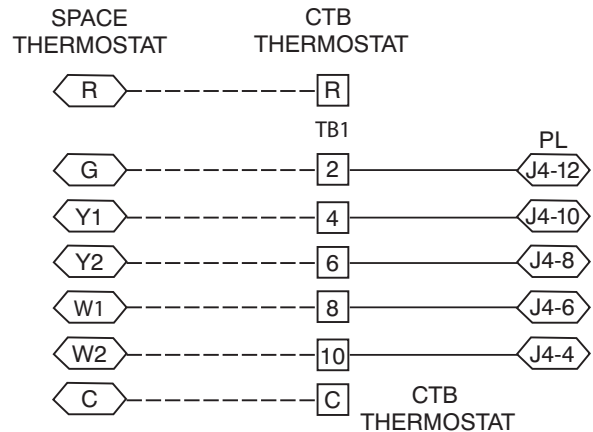 SPACE
THERMOSTAT
CTB
THERMOSTAT
R R
TB1
PL
G 2 J4-12
Y1 4 J4-10
Y2 6 J4-8
W1 8 J4-6
W2 10 J4-4
C C
CTB
THERMOSTAT